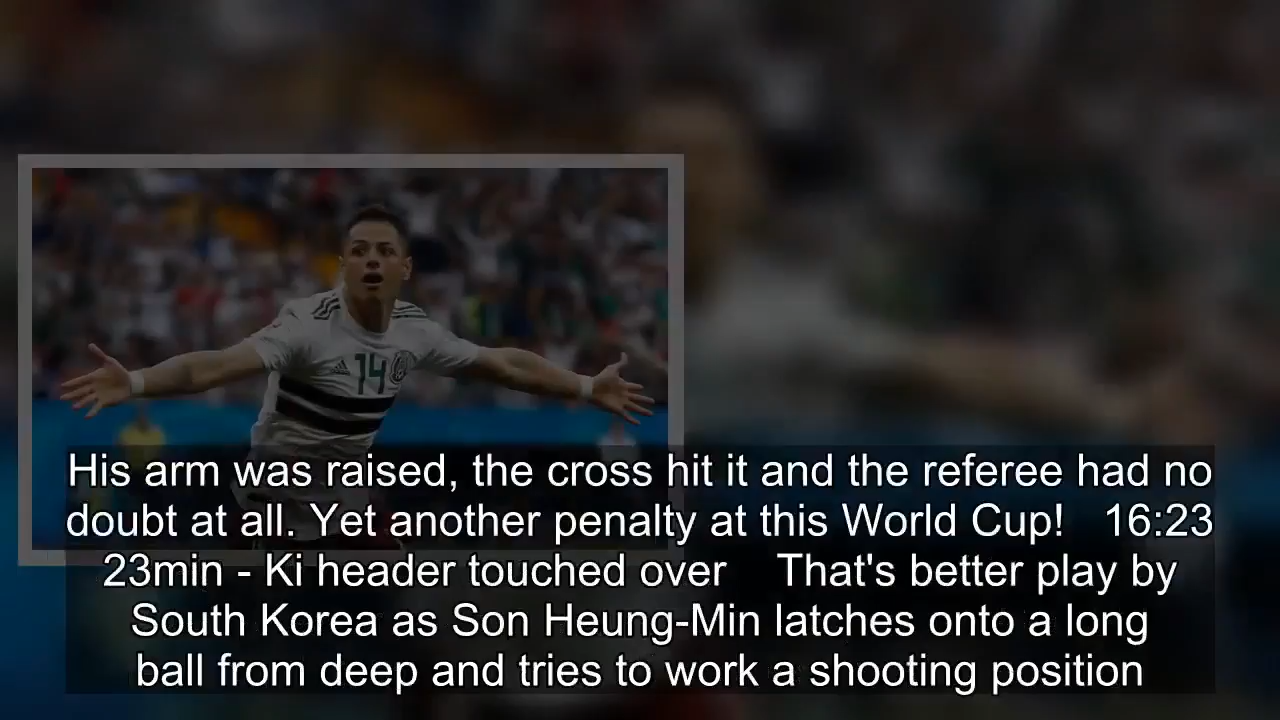 14
His arm was raised, the cross hit it and the referee had no
doubt at all. Yet another penalty at this World Cup! 16:23
23min - Ki header touched over That's better play by
South Korea as Son Heung-Min latches onto a long
ball from deep and tries to work a shooting position